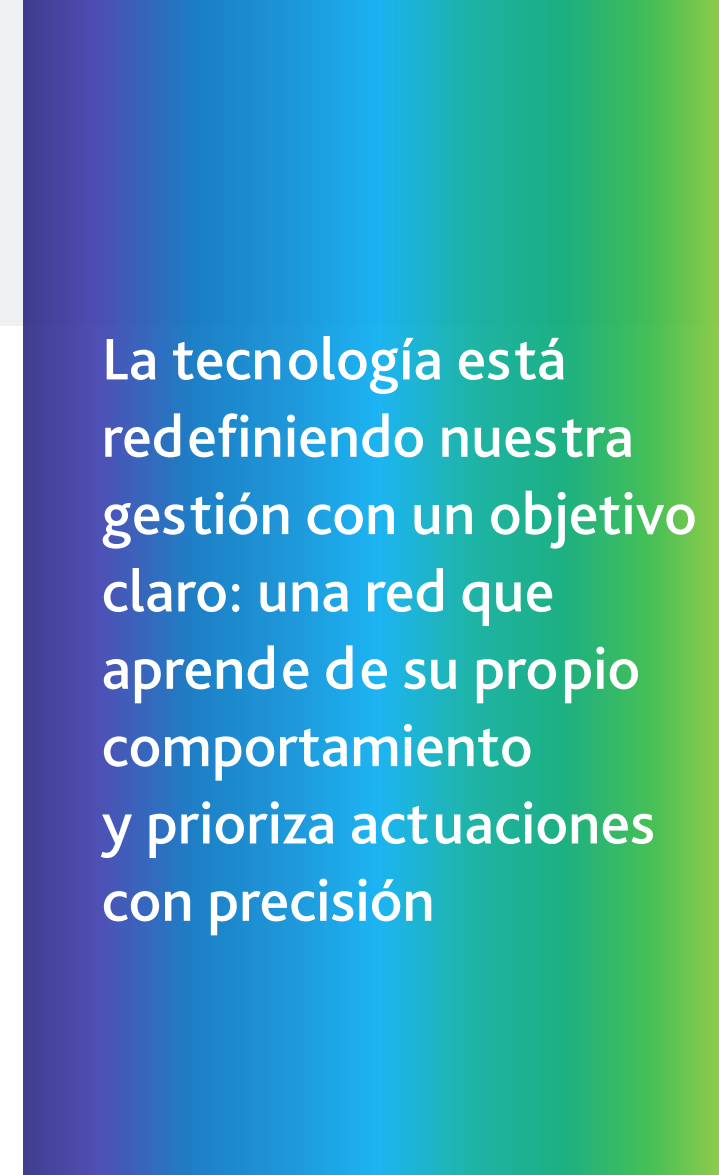 La tecnología está
redefiniendo nuestra
gestión con un objetivo
claro: una red que
aprende de su propio
comportamiento
y prioriza actuaciones
con precisión